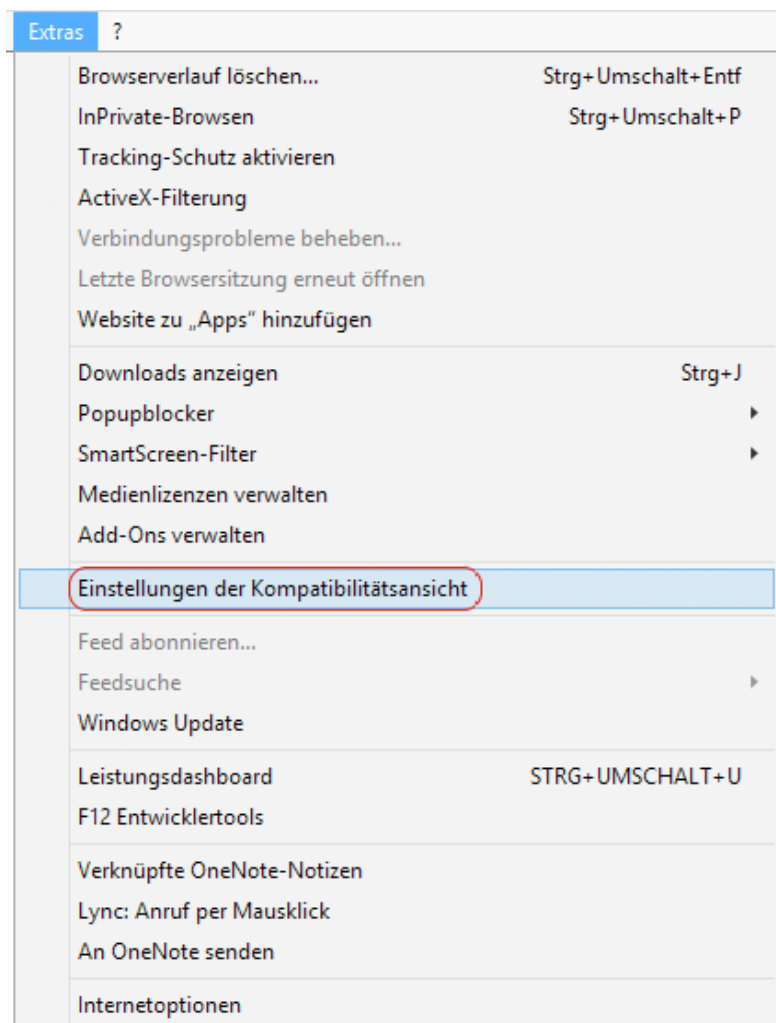 Extras ?
Browserverlauf löschen... Strg+Umschalt+Entf
InPrivate-Browsen Strg+Umschalt+P
Tracking-Schutz aktivieren
ActiveX-Filterung
Verbindungsprobleme beheben...
Letzte Browsersitzung erneut öffnen
Website zu „Apps“ hinzufügen
Downloads anzeigen Strg+J
Popupblocker
SmartScreen-Filter
Medienlizenzen verwalten
Add-Ons verwalten
Einstellungen der Kompatibilitätsansicht
Feed abonnieren...
Feedsuche
Windows Update
Leistungsdashboard STRG+UMSCHALT+U
F12 Entwicklertools
Verknüpfte OneNote-Notizen
Lync: Anruf per Mausklick
An OneNote senden
Internetoptionen